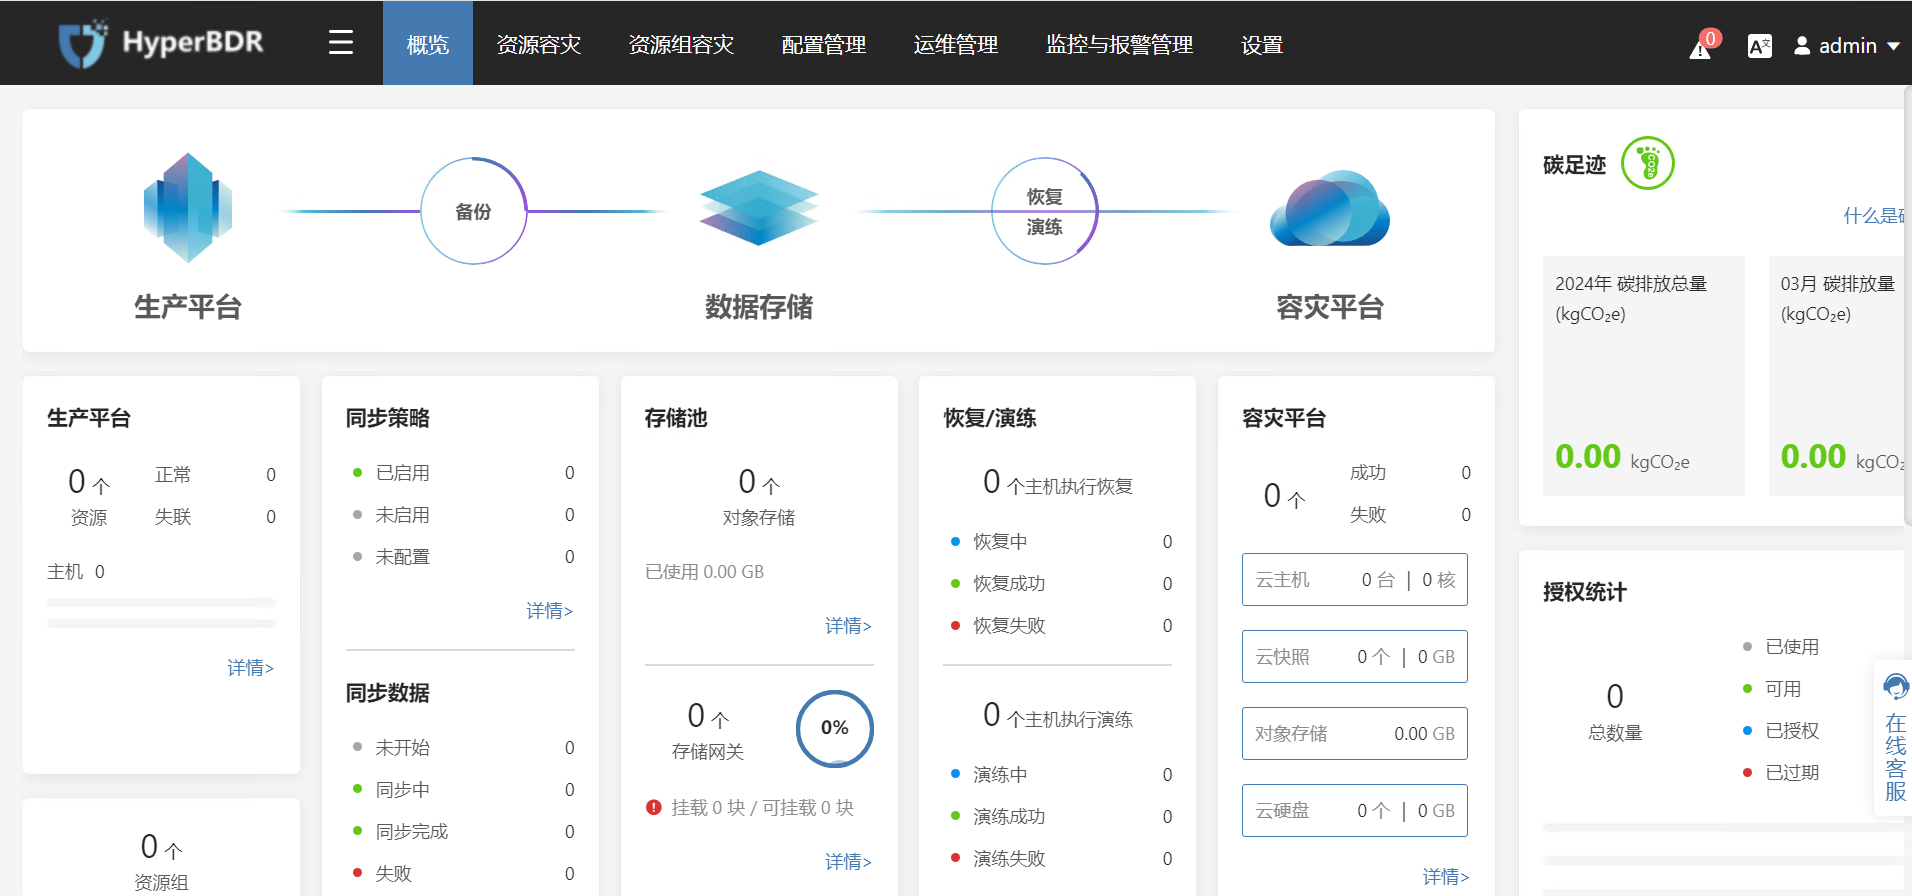 HyperBDR
概览
资源容灾
资源组容灾
配置管理
运维管理
监控与报警管理
设置
0
admin
备份
恢复
演练
生产平台
数据存储
容灾平台
碳足迹
CO2e
什么是
2024年 碳排放总量
(kgCO₂e)
0.00 kgCO₂e
03月 碳排放量
(kgCO₂e)
0.00 kgCO₂
生产平台
0 个
资源
正常 0
失联 0
主机 0
详情>
0 个
资源组
同步策略
已启用 0
未启用 0
未配置 0
详情>
同步数据
未开始 0
同步中 0
同步完成 0
失败 0
存储池
0 个
对象存储
已使用 0.00 GB
详情>
0 个
存储网关
0%
挂载 0 块 / 可挂载 0 块
详情>
恢复/演练
0 个主机执行恢复
恢复中 0
恢复成功 0
恢复失败 0
0 个主机执行演练
演练中 0
演练成功 0
演练失败 0
容灾平台
0 个
成功 0
失败 0
云主机 0 台 | 0 核
云快照 0 个 | 0 GB
对象存储 0.00 GB
云硬盘 0 个 | 0 GB
详情>
授权统计
0
总数量
已使用
可用
已授权
已过期
在线客服